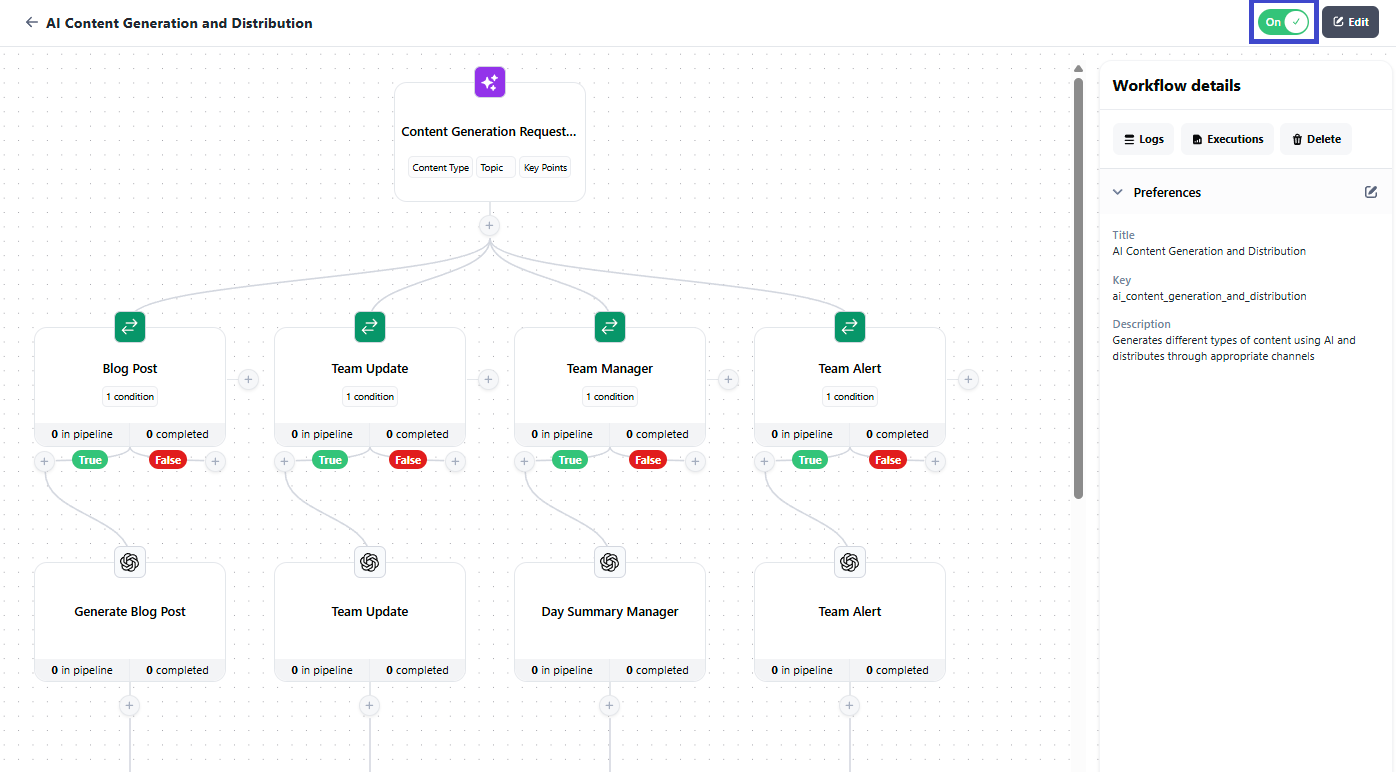 AI Content Generation and Distribution
On
Edit
Content Generation Request...
Content Type
Topic
Key Points
Blog Post
1 condition
0 in pipeline
0 completed
True
False
Team Update
1 condition
0 in pipeline
0 completed
True
False
Team Manager
1 condition
0 in pipeline
0 completed
True
False
Team Alert
1 condition
0 in pipeline
0 completed
True
False
Generate Blog Post
0 in pipeline
0 completed
Team Update
0 in pipeline
0 completed
Day Summary Manager
0 in pipeline
0 completed
Team Alert
0 in pipeline
0 completed
Workflow details
Logs
Executions
Delete
Preferences
Title
AI Content Generation and Distribution
Key
ai_content_generation_and_distribution
Description
Generates different types of content using AI and
distributes through appropriate channels